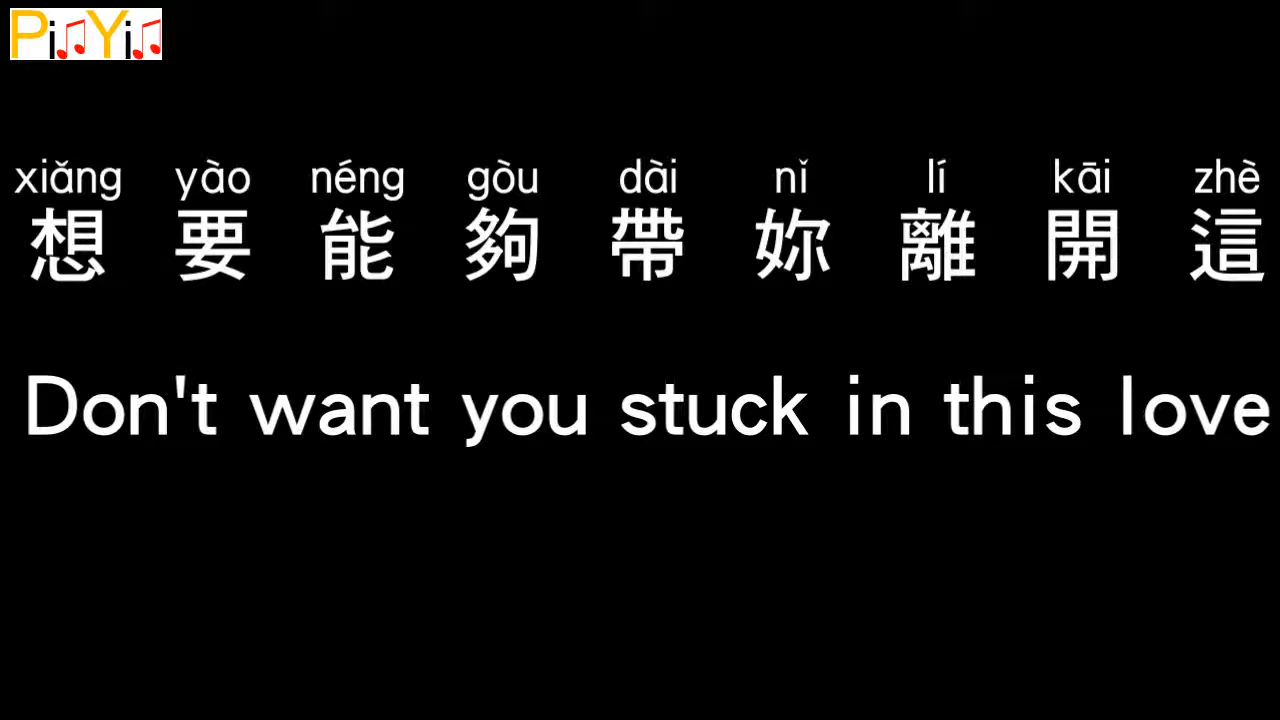 PinYin
xiǎng yào néng gòu dài nǐ lí kāi zhè
想要能夠帶妳離開這
Don't want you stuck in this love